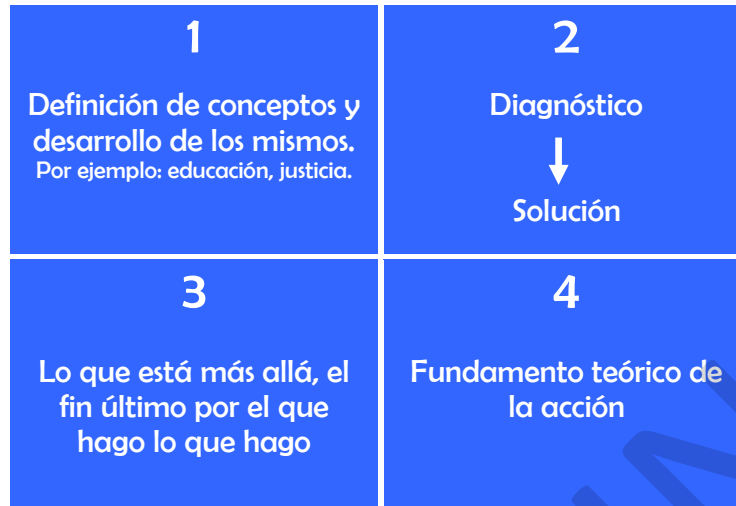 1
Definición de conceptos y
desarrollo de los mismos.
Por ejemplo: educación, justicia.
2
Diagnóstico
Solución
3
Lo que está más allá, el
fin último por el que
hago lo que hago
4
Fundamento teórico de
la acción